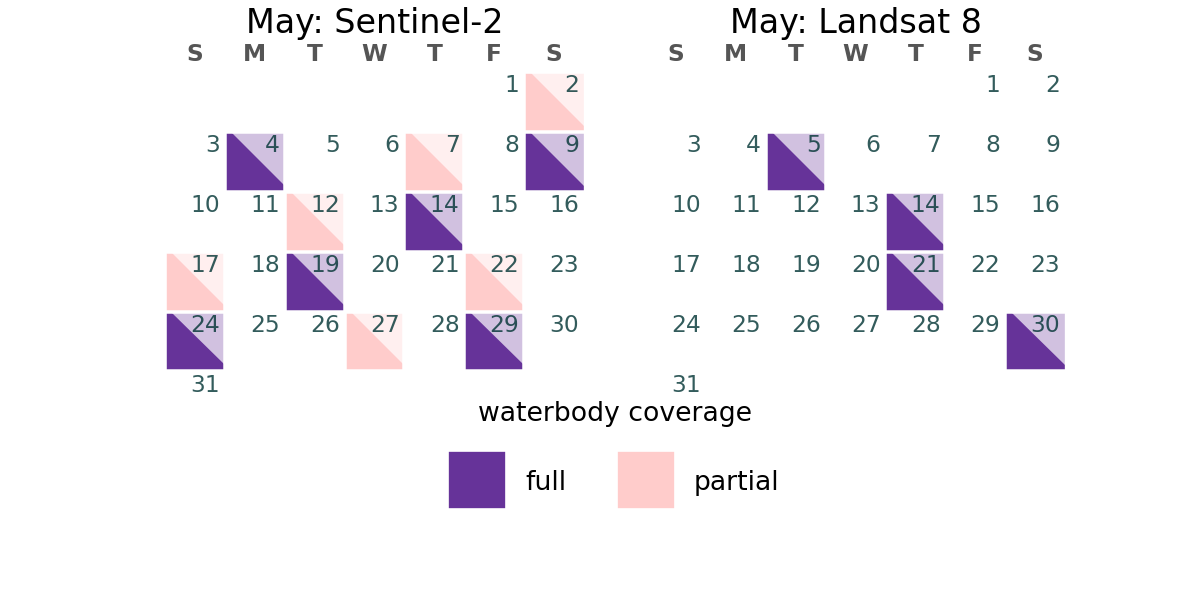 May: Sentinel-2
S M T W T F S
1 2
3 4 5 6 7 8 9
10 11 12 13 14 15 16
17 18 19 20 21 22 23
24 25 26 27 28 29 30
31
May: Landsat 8
S M T W T F S
1 2
3 4 5 6 7 8 9
10 11 12 13 14 15 16
17 18 19 20 21 22 23
24 25 26 27 28 29 30
31
waterbody coverage
full partial